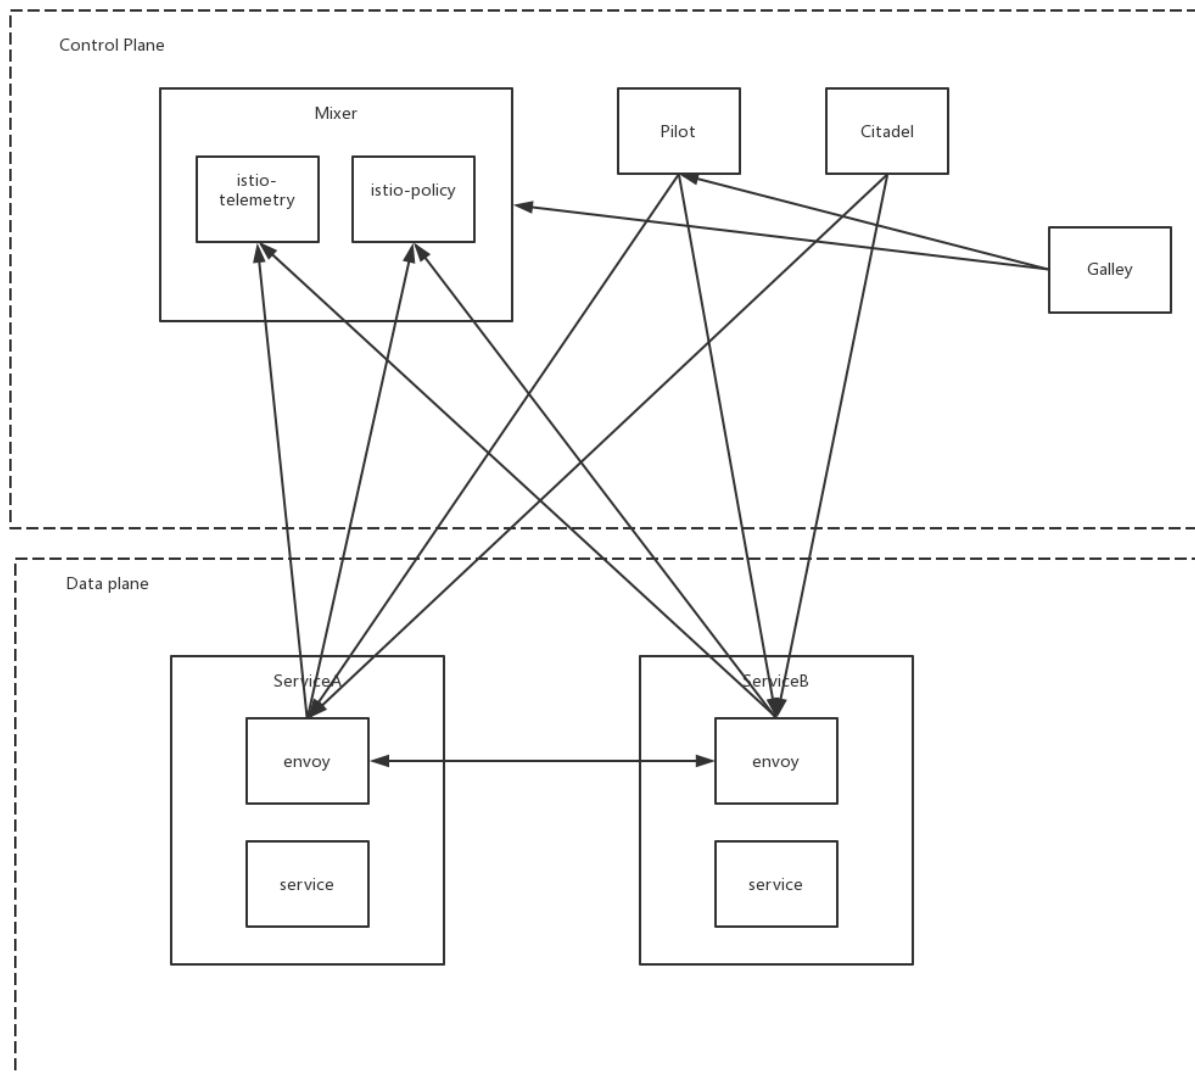 Control Plane
Mixer
Pilot
Citadel
istio-
telemetry
istio-policy
Galley
Data plane
ServiceA
ServiceB
envoy
envoy
service
service